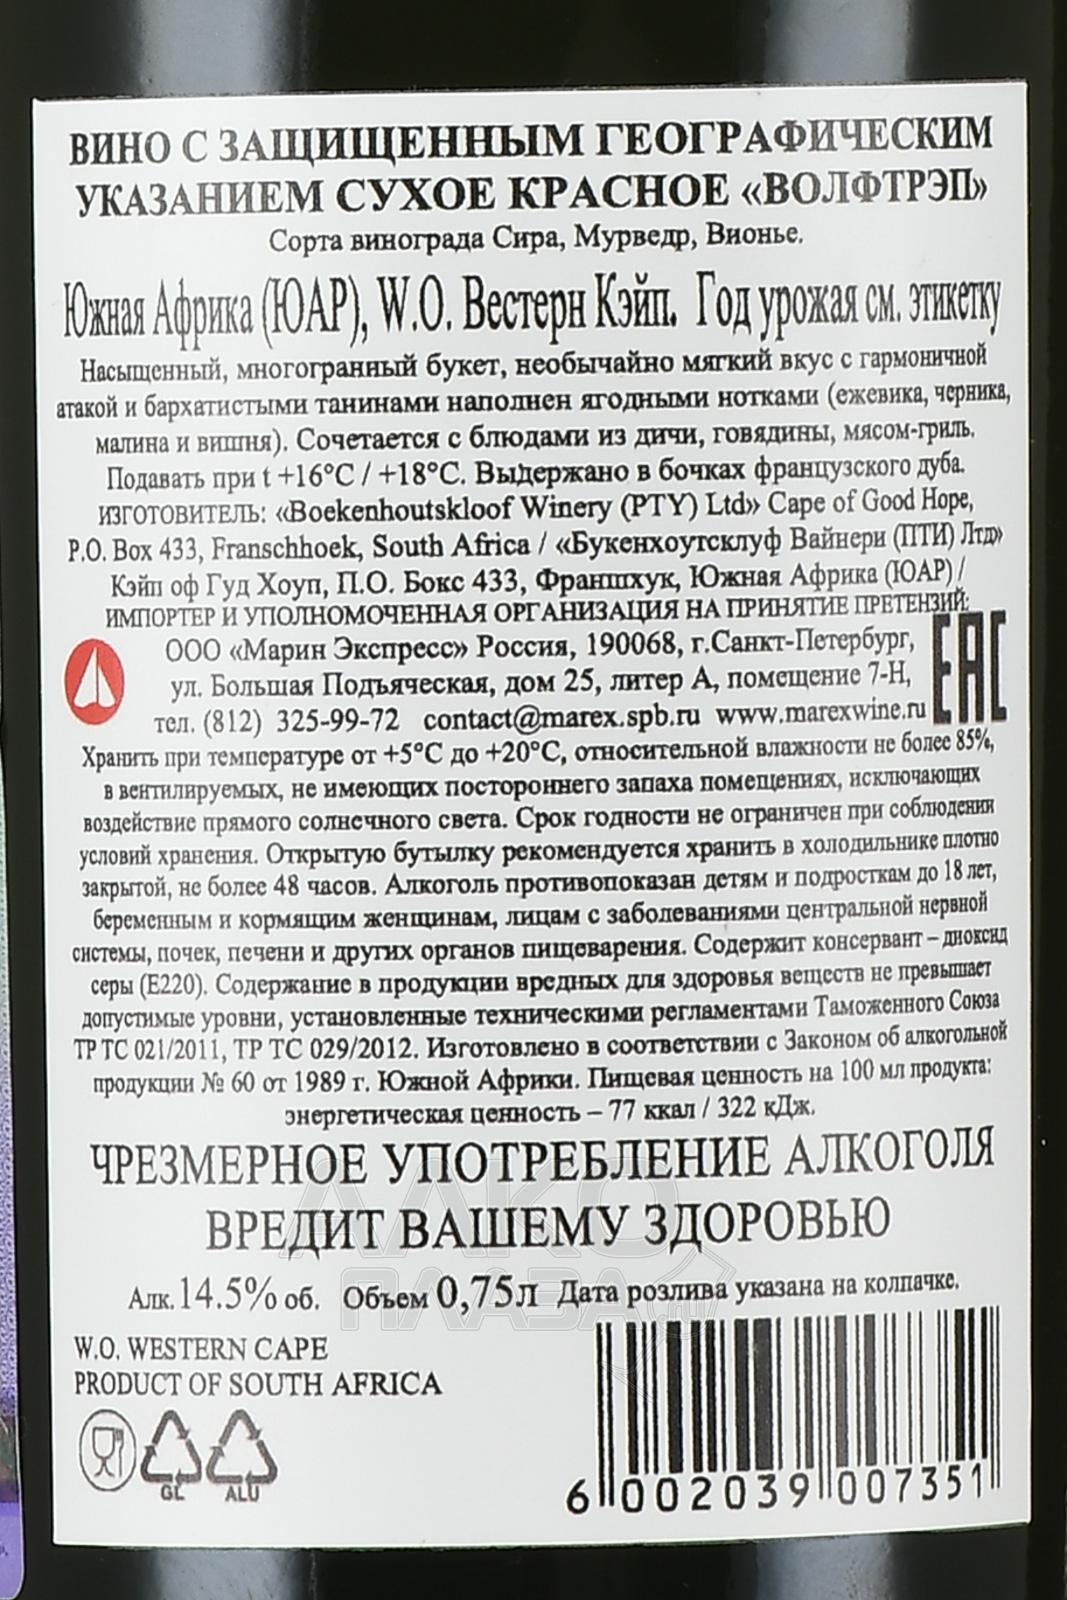 ВИНО С ЗАЩИЩЕННЫМ ГЕОГРАФИЧЕСКИМ
УКАЗАНИЕМ СУХОЕ КРАСНОЕ «ВОЛФТРЭП»
Сорта винограда Сира, Мурведр, Вионье.
Южная Африка (ЮАР), W.O. Вестерн Кэйп. Год урожая см. этикетку
Насыщенный, многогранный букет, необычайно мягкий вкус с гармоничной
атакой и бархатистыми танинами наполнен ягодными нотками (ежевика, черника,
малина и вишня). Сочетается с блюдами из дичи, говядины, мясом-гриль.
Подавать при t +16°C / +18°C. Выдержано в бочках французского дуба.
ИЗГОТОВИТЕЛЬ: «Boekenhoutskloof Winery (PTY) Ltd» Cape of Good Hope,
P.O. Box 433, Franschhoek, South Africa / «Букенхоутсклуф Вайнери (ПТИ) Лтд»
Кэйп оф Гуд Хоуп, П.О. Бокс 433, Франшхук, Южная Африка (ЮАР) /
ИМПОРТЕР И УПОЛНОМОЧЕННАЯ ОРГАНИЗАЦИЯ НА ПРИНЯТИЕ ПРЕТЕНЗИЙ:
ООО «Марин Экспресс» Россия, 190068, г.Санкт-Петербург,
ул. Большая Подъяческая, дом 25, литер А, помещение 7-Н,
тел. (812) 325-99-72 contact@marex.spb.ru www.marexwine.ru
EAC
Хранить при температуре от +5°C до +20°C, относительной влажности не более 85%,
в вентилируемых, не имеющих постороннего запаха помещениях, исключающих
воздействие прямого солнечного света. Срок годности не ограничен при соблюдении
условий хранения. Открытую бутылку рекомендуется хранить в холодильнике плотно
закрытой, не более 48 часов. Алкоголь противопоказан детям и подросткам до 18 лет,
беременным и кормящим женщинам, лицам с заболеваниями центральной нервной
системы, почек, печени и других органов пищеварения. Содержит консервант – диоксид
серы (E220). Содержание в продукции вредных для здоровья веществ не превышает
допустимые уровни, установленные техническими регламентами Таможенного Союза
ТР ТС 021/2011, ТР ТС 029/2012. Изготовлено в соответствии с Законом об алкогольной
продукции № 60 от 1989 г. Южной Африки. Пищевая ценность на 100 мл продукта:
энергетическая ценность – 77 ккал / 322 кДж.
ЧРЕЗМЕРНОЕ УПОТРЕБЛЕНИЕ АЛКОГОЛЯ
ВРЕДИТ ВАШЕМУ ЗДОРОВЬЮ
АЛКО
ПЛАЗА.ru
Алк. 14.5% об. Объем 0,75л Дата розлива указана на колпачке.
W.O. WESTERN CAPE
PRODUCT OF SOUTH AFRICA
GL ALU
6 002039 007351